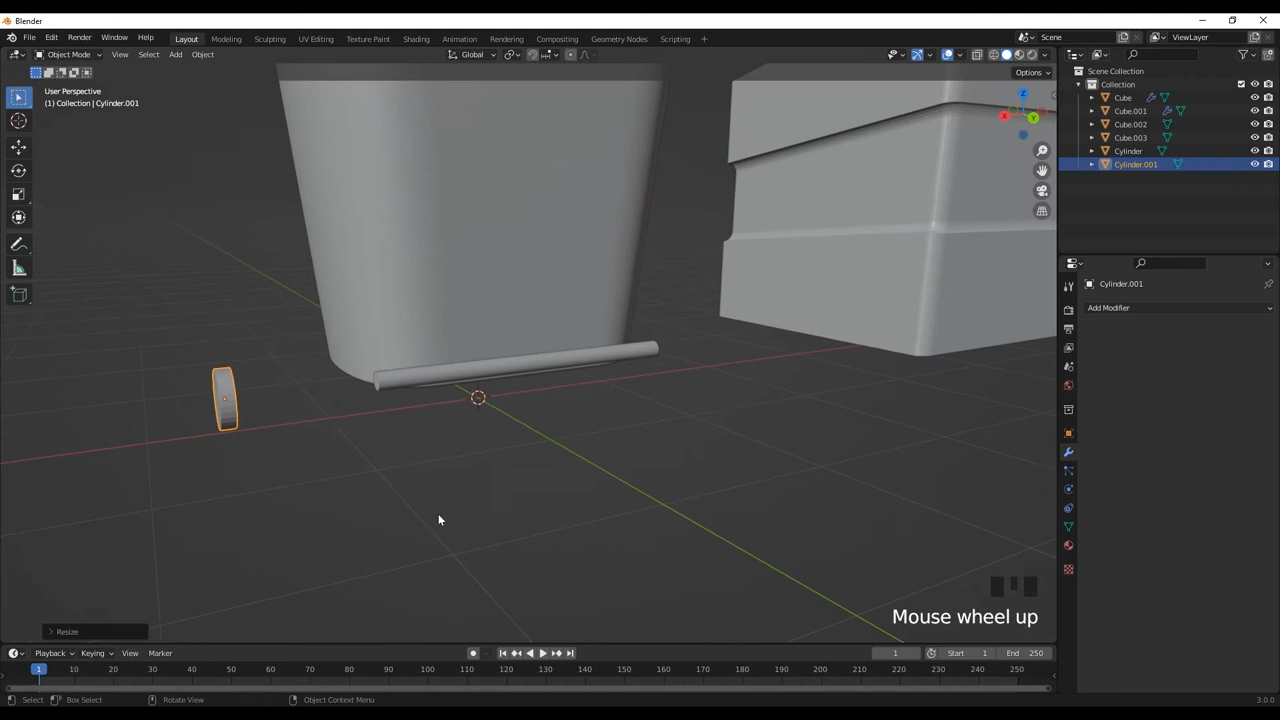 Blender
File Edit Render Window Help
Layout Modeling Sculpting UV Editing Texture Paint Shading Animation Rendering Compositing Geometry Nodes Scripting +
Scene
ViewLayer
Object Mode View Select Add Object
Global
Options
User Perspective
(1) Collection | Cylinder.001
Z
X
Y
Scene Collection
Collection
Cube
Cube.001
Cube.002
Cube.003
Cylinder
Cylinder.001
Cylinder.001
Add Modifier
Resize
Mouse wheel up
Playback Keying View Marker
1 Start 1 End 250
1 10 20 30 40 50 60 70 80 90 100 110 120 130 140 150 160 170 180 190 200 210 220 230 240 250
Select Box Select Rotate View Object Context Menu 3.0.0